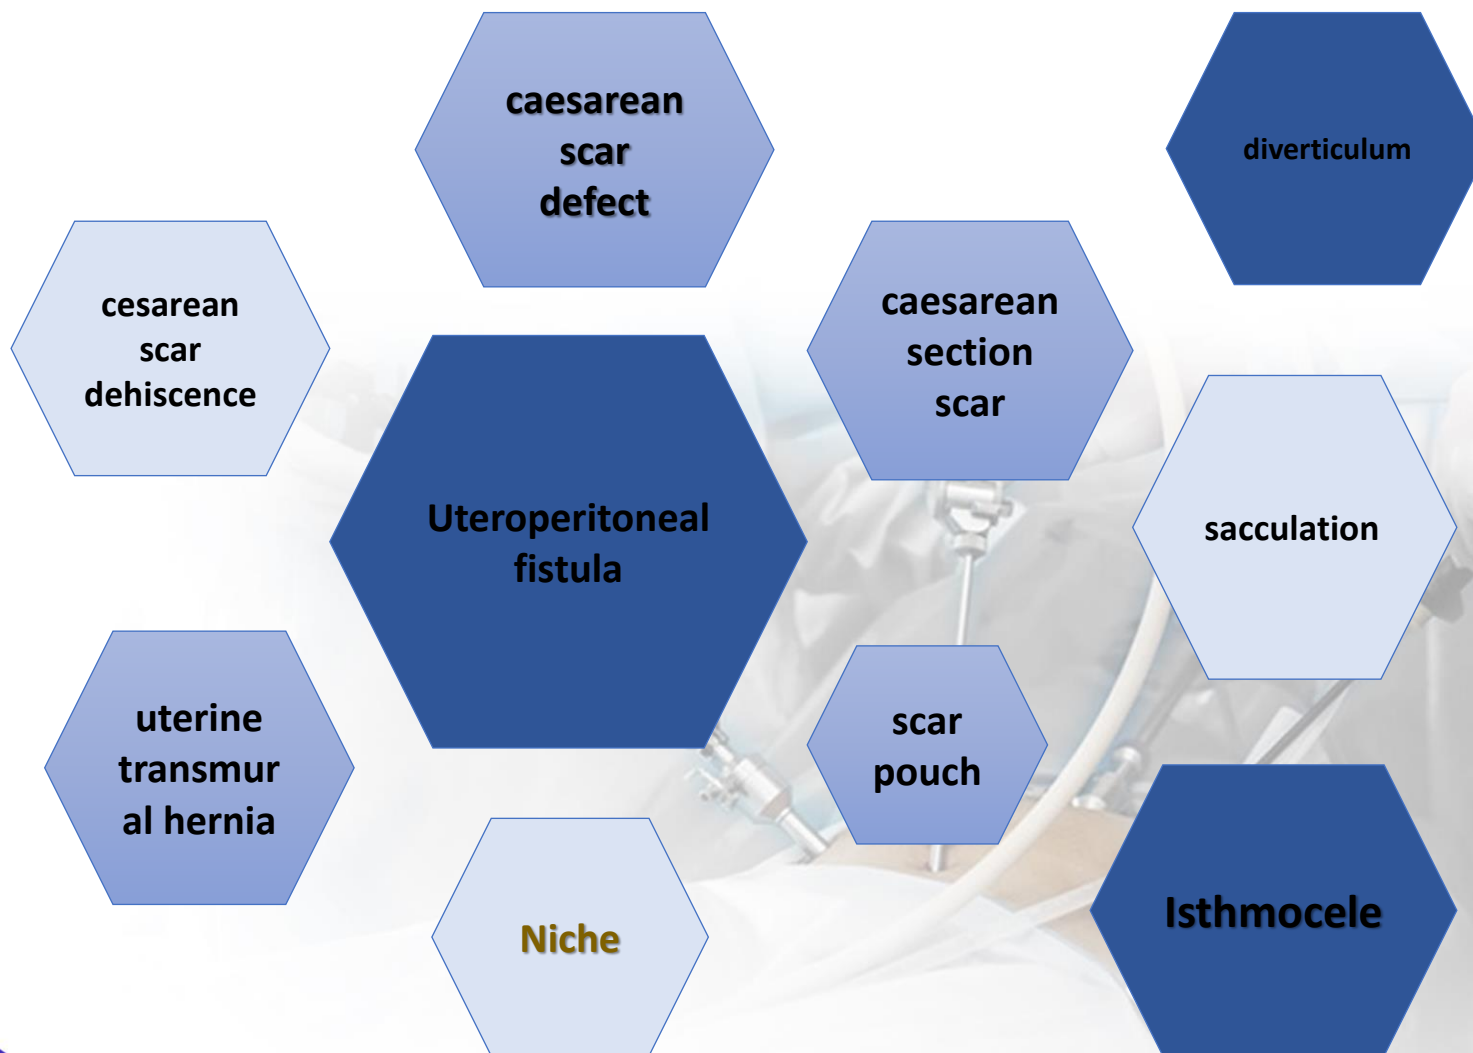 caesarean
scar
defect
diverticulum
cesarean
scar
dehiscence
caesarean
section
scar
Uteroperitoneal
fistula
sacculation
uterine
transmur
al hernia
scar
pouch
Niche
Isthmocele